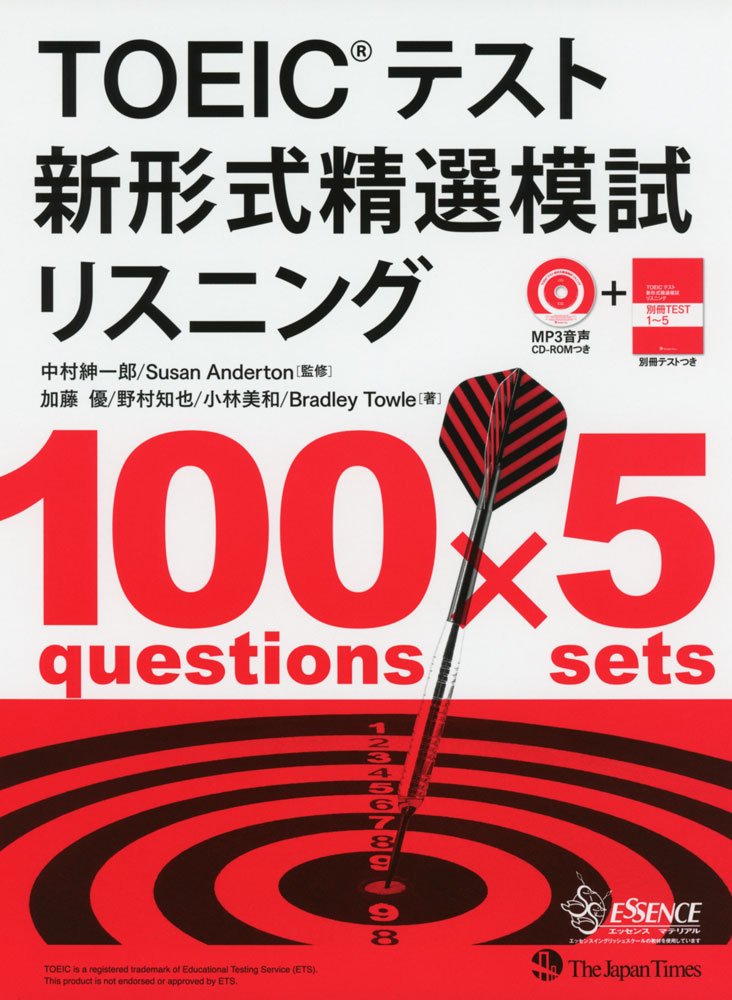 TOEIC® テスト
新形式精選模試
リスニング
MP3音声
CD-ROMつき
+
TOEIC テスト
新形式精選模試
リスニング
別冊TEST
1~5
別冊テストつき
中村紳一郎/Susan Anderton[監修]
加藤 優/野村知也/小林美和/Bradley Towle[著]
100×5
questions sets
1
2
3
4
5
6
7
8
9
9
8
ESSENCE
エッセンス マテリアル
エッセンスイングリッシュスクールの教材を使用しています
The Japan Times
TOEIC is a registered trademark of Educational Testing Service (ETS).
This product is not endorsed or approved by ETS.